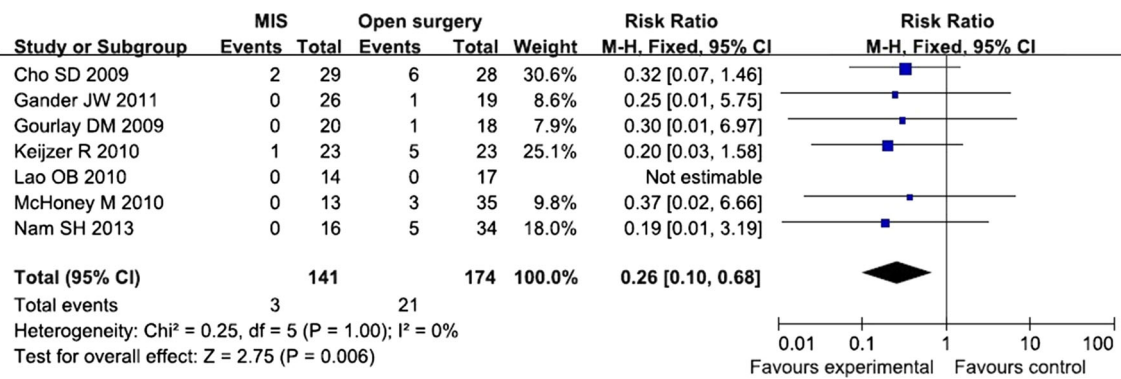 MIS Open surgery Risk Ratio Risk Ratio
Study or Subgroup Events Total Events Total Weight M-H, Fixed, 95% CI M-H, Fixed, 95% CI
Cho SD 2009 2 29 6 28 30.6% 0.32 [0.07, 1.46]
Gander JW 2011 0 26 1 19 8.6% 0.25 [0.01, 5.75]
Gourlay DM 2009 0 20 1 18 7.9% 0.30 [0.01, 6.97]
Keijzer R 2010 1 23 5 23 25.1% 0.20 [0.03, 1.58]
Lao OB 2010 0 14 0 17 Not estimable
McHoney M 2010 0 13 3 35 9.8% 0.37 [0.02, 6.66]
Nam SH 2013 0 16 5 34 18.0% 0.19 [0.01, 3.19]
Total (95% CI) 141 174 100.0% 0.26 [0.10, 0.68]
Total events 3 21
Heterogeneity: Chi² = 0.25, df = 5 (P = 1.00); I² = 0%
Test for overall effect: Z = 2.75 (P = 0.006)
0.01 0.1 1 10 100
Favours experimental Favours control